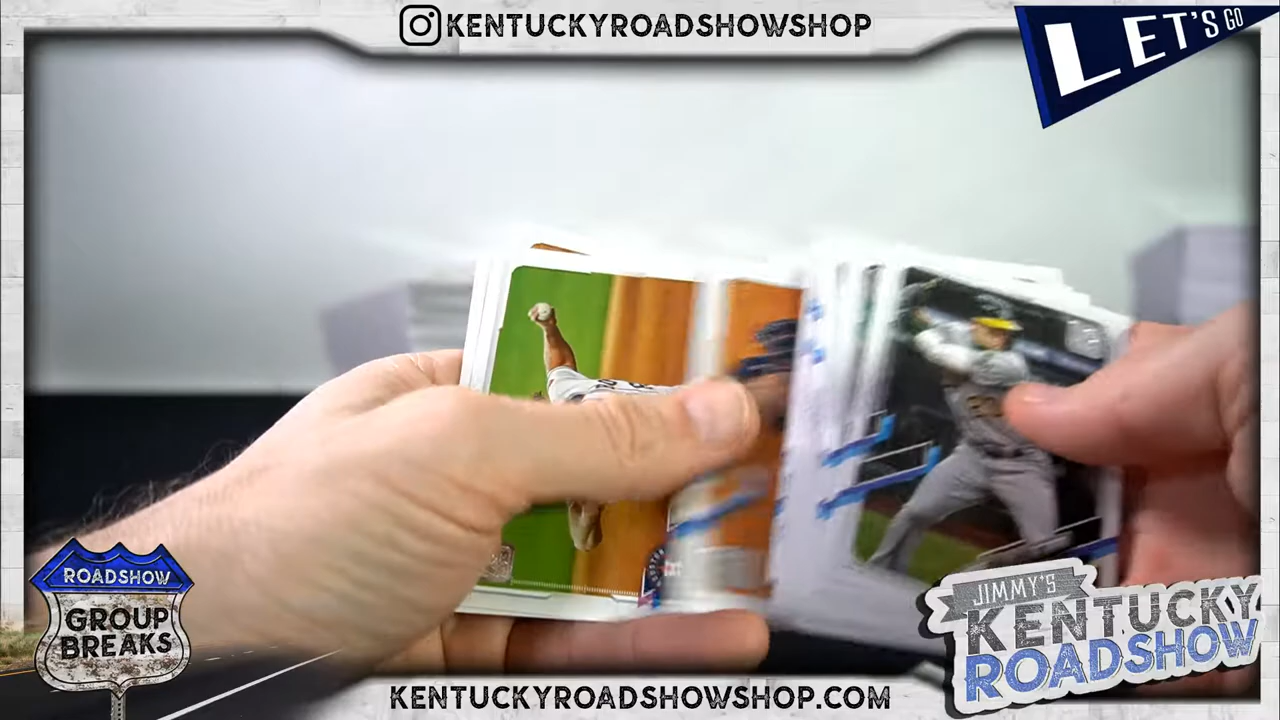 KENTUCKYROADSHOWSHOP
LET'S GO
ROADSHOW
GROUP
BREAKS
JIMMY'S
KENTUCKY
ROADSHOW
KENTUCKYROADSHOWSHOP.COM